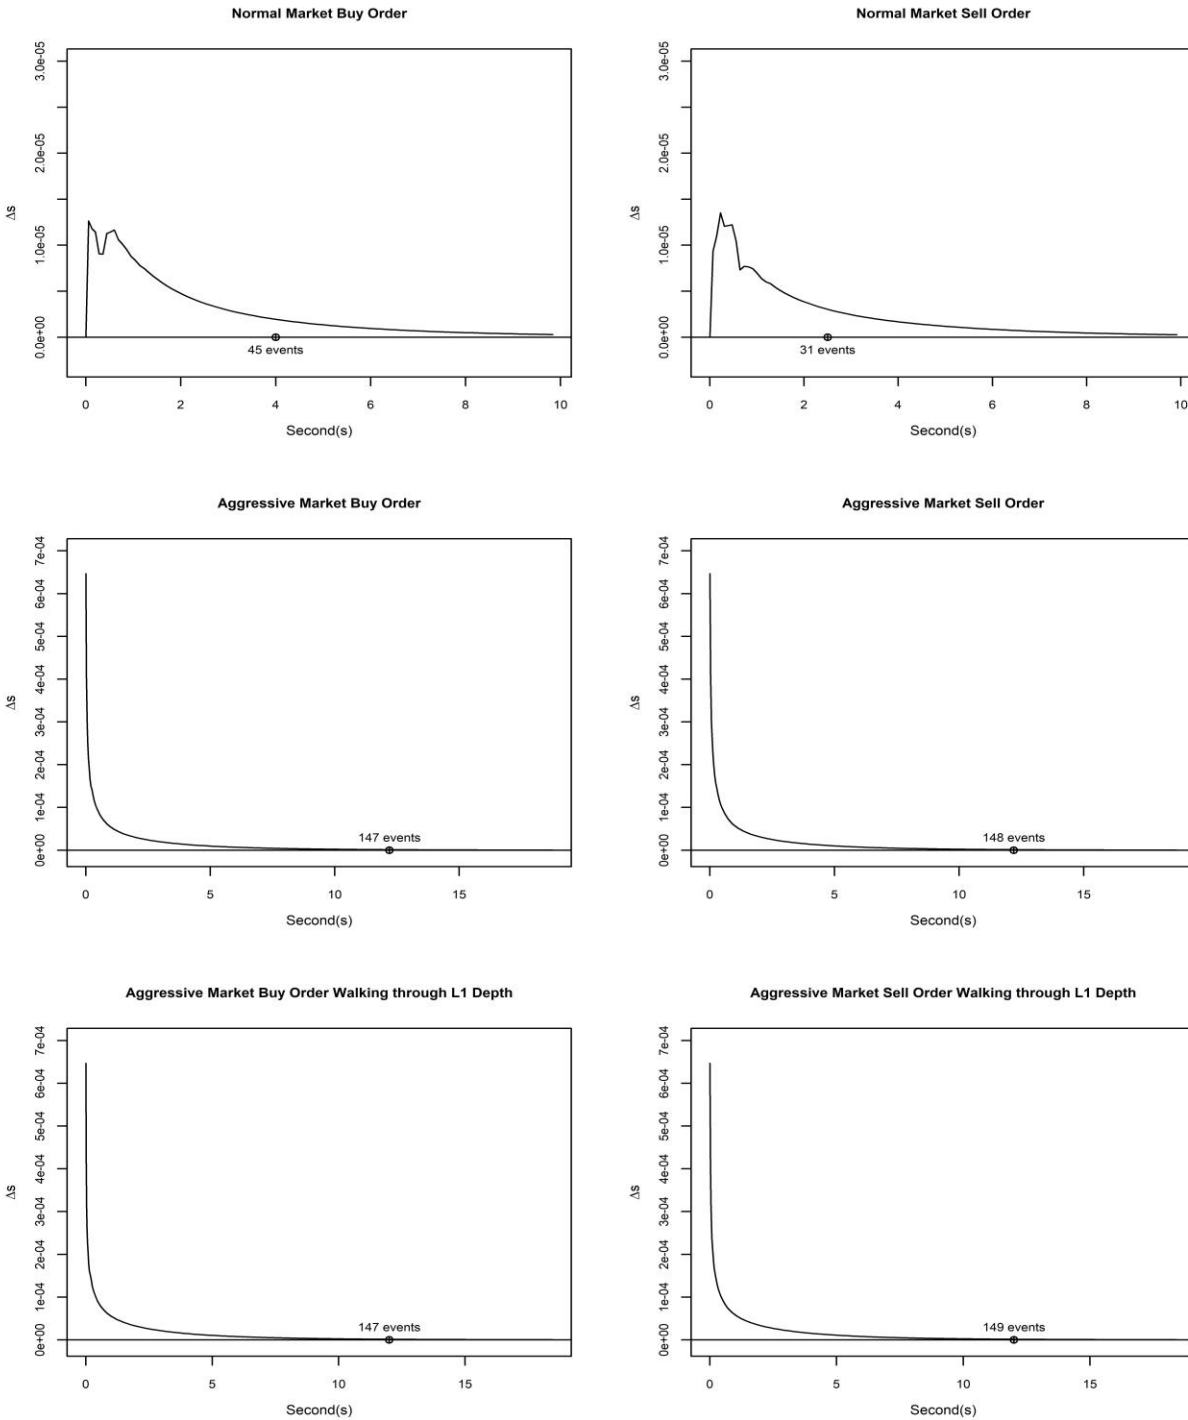 Normal Market Buy Order
Normal Market Sell Order
3.0e-05
2.0e-05
1.0e-05
0.0e+00
Δs
45 events
0 2 4 6 8 10
Second(s)
3.0e-05
2.0e-05
1.0e-05
0.0e+00
Δs
31 events
0 2 4 6 8 10
Second(s)
Aggressive Market Buy Order
Aggressive Market Sell Order
7e-04
6e-04
5e-04
4e-04
3e-04
2e-04
1e-04
0e+00
Δs
147 events
0 5 10 15
Second(s)
7e-04
6e-04
5e-04
4e-04
3e-04
2e-04
1e-04
0e+00
Δs
148 events
0 5 10 15
Second(s)
Aggressive Market Buy Order Walking through L1 Depth
Aggressive Market Sell Order Walking through L1 Depth
7e-04
6e-04
5e-04
4e-04
3e-04
2e-04
1e-04
0e+00
Δs
147 events
0 5 10 15
Second(s)
7e-04
6e-04
5e-04
4e-04
3e-04
2e-04
1e-04
0e+00
Δs
149 events
0 5 10 15
Second(s)